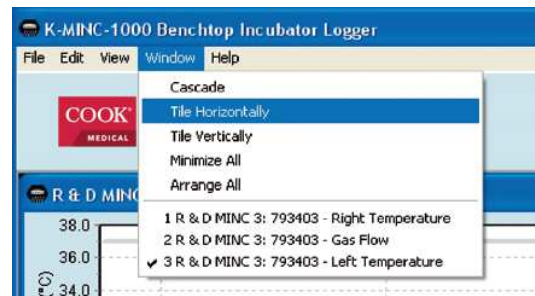 K-MINC-1000 Benchtop Incubator Logger
File Edit View Window Help
Cascade
Tile Horizontally
Tile Vertically
Minimize All
Arrange All
1 R & D MINC 3: 793403 - Right Temperature
2 R & D MINC 3: 793403 - Gas Flow
3 R & D MINC 3: 793403 - Left Temperature
COOK®
MEDICAL
R & D MINC
38.0
36.0
34.0